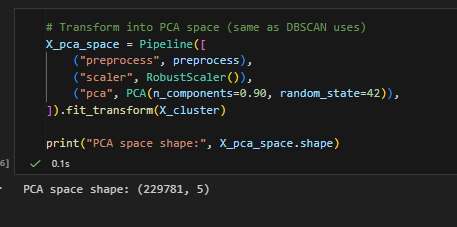 # Transform into PCA space (same as DBSCAN uses)
X_pca_space = Pipeline([
    ("preprocess", preprocess),
    ("scaler", RobustScaler()),
    ("pca", PCA(n_components=0.90, random_state=42)),
]).fit_transform(X_cluster)

print("PCA space shape:", X_pca_space.shape)
6] ✓ 0.1s
PCA space shape: (229781, 5)